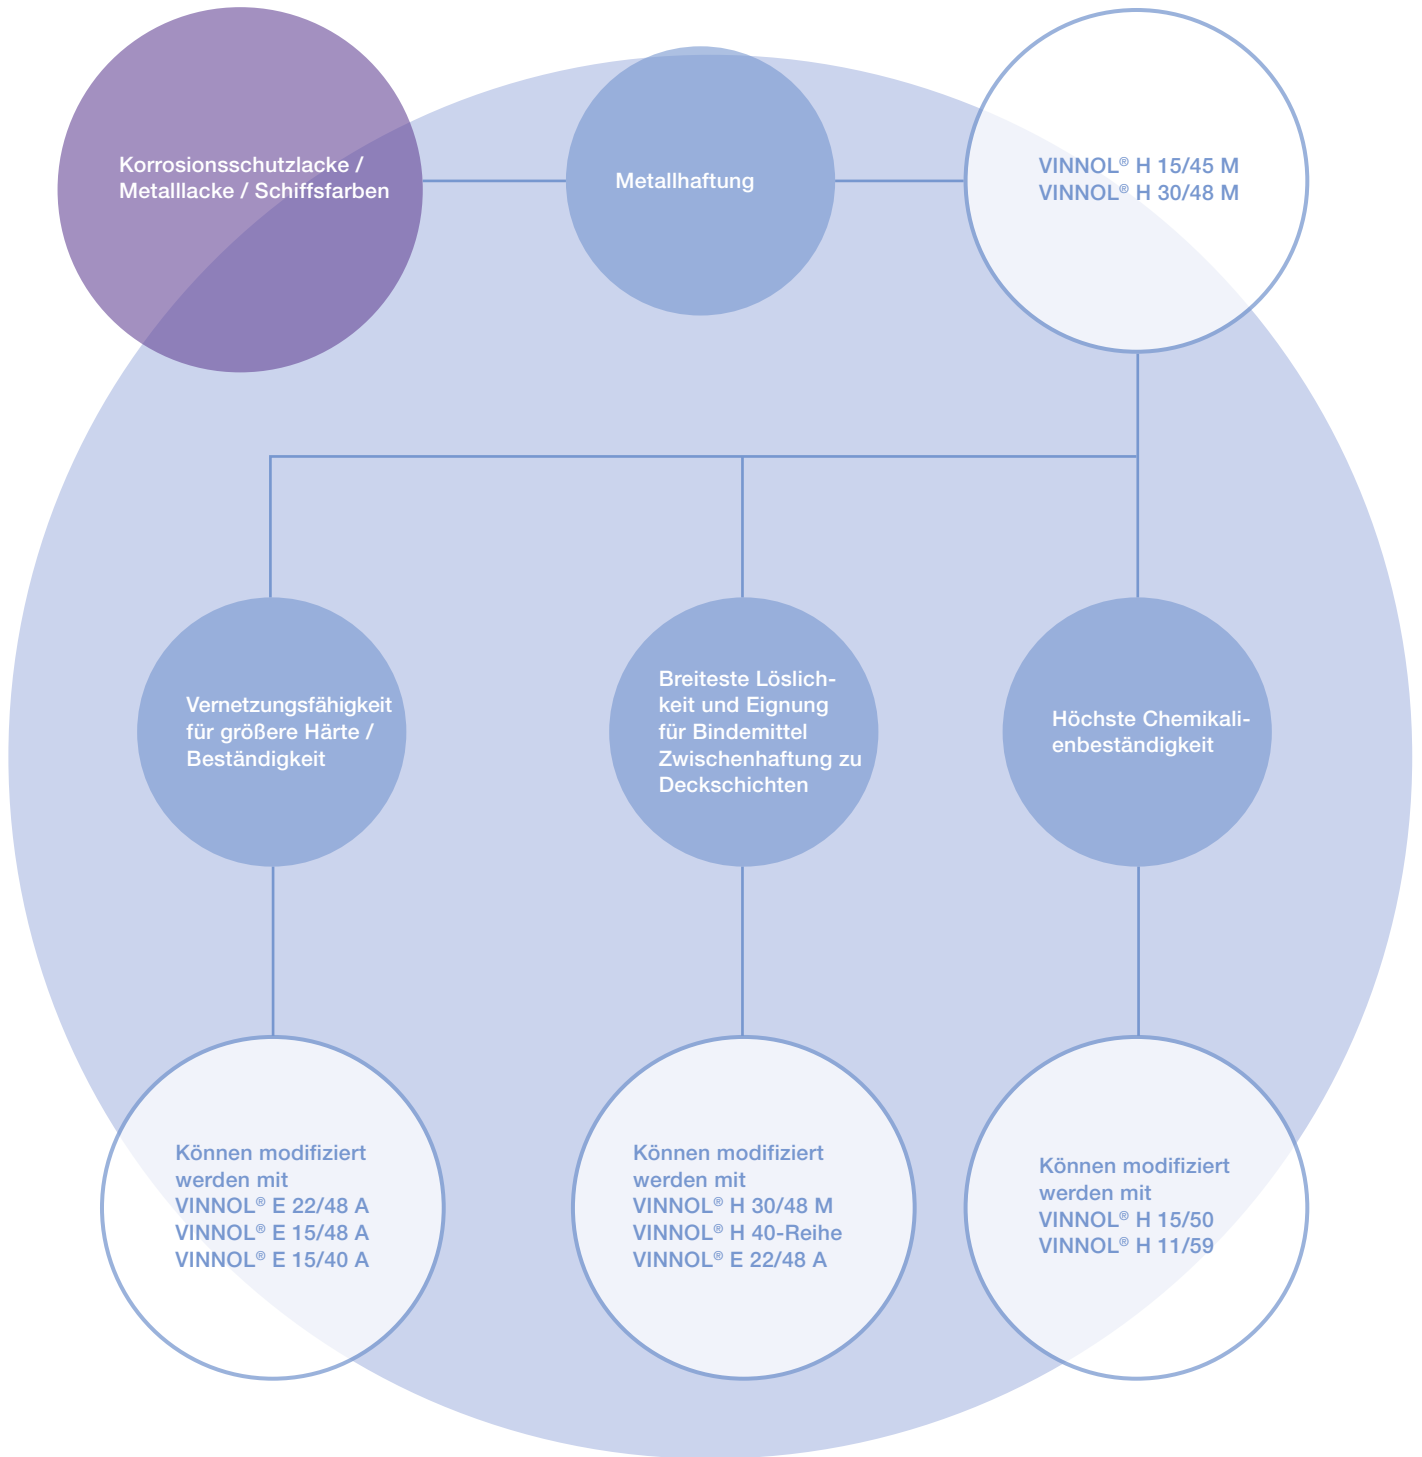 Korrosionsschutzlacke /
Metalllacke / Schiffsfarben
Metallhaftung
VINNOL® H 15/45 M
VINNOL® H 30/48 M
Vernetzungsfähigkeit
für größere Härte /
Beständigkeit
Breiteste Löslich-
keit und Eignung
für Bindemittel
Zwischenhaftung zu
Deckschichten
Höchste Chemikali-
enbeständigkeit
Können modifiziert
werden mit
VINNOL® E 22/48 A
VINNOL® E 15/48 A
VINNOL® E 15/40 A
Können modifiziert
werden mit
VINNOL® H 30/48 M
VINNOL® H 40-Reihe
VINNOL® E 22/48 A
Können modifiziert
werden mit
VINNOL® H 15/50
VINNOL® H 11/59